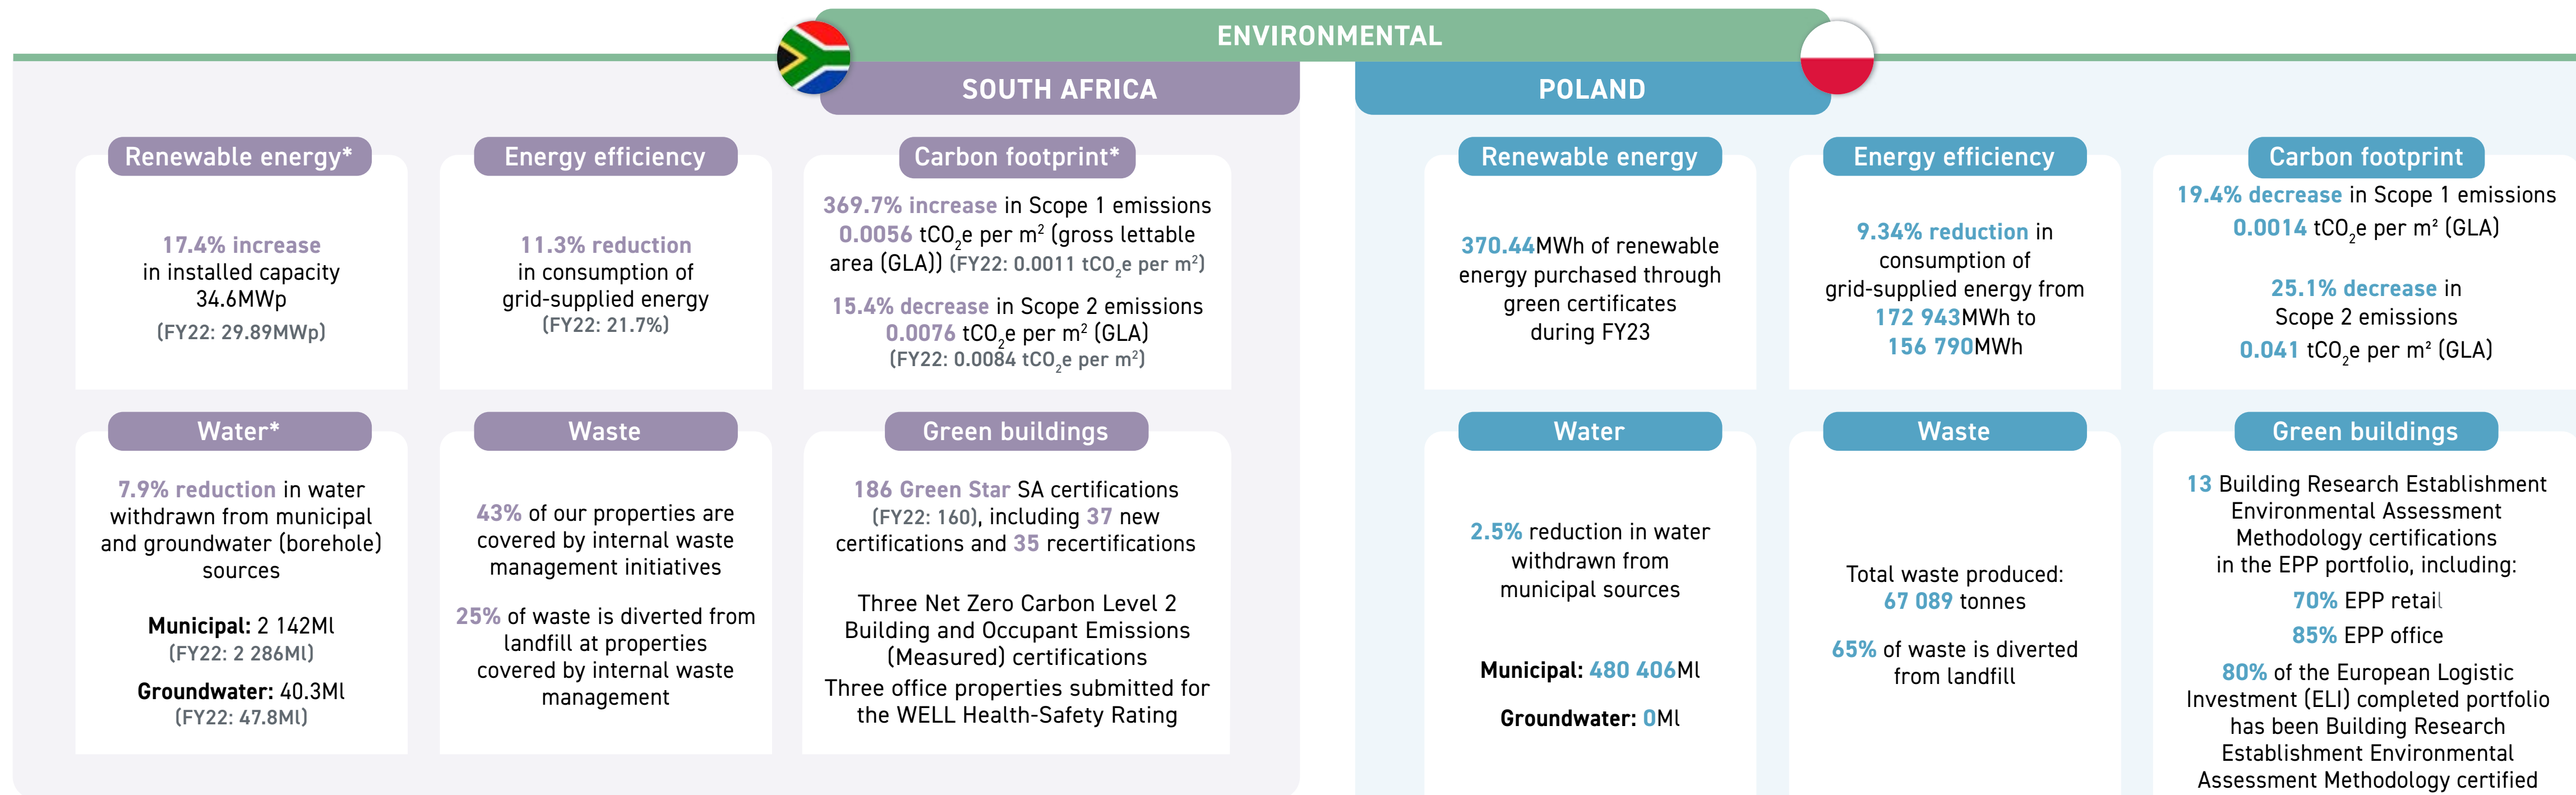 ENVIRONMENTAL
SOUTH AFRICA
Renewable energy*
17.4% increase
in installed capacity
34.6MWp
(FY22: 29.89MWp)
Energy efficiency
11.3% reduction
in consumption of
grid-supplied energy
(FY22: 21.7%)
Carbon footprint*
369.7% increase in Scope 1 emissions
0.0056 tCO₂e per m² (gross lettable
area (GLA)) (FY22: 0.0011 tCO₂e per m²)
15.4% decrease in Scope 2 emissions
0.0076 tCO₂e per m² (GLA)
(FY22: 0.0084 tCO₂e per m²)
Water*
7.9% reduction in water
withdrawn from municipal
and groundwater (borehole)
sources
Municipal: 2 142Ml
(FY22: 2 286Ml)
Groundwater: 40.3Ml
(FY22: 47.8Ml)
Waste
43% of our properties are
covered by internal waste
management initiatives
25% of waste is diverted from
landfill at properties
covered by internal waste
management
Green buildings
186 Green Star SA certifications
(FY22: 160), including 37 new
certifications and 35 recertifications
Three Net Zero Carbon Level 2
Building and Occupant Emissions
(Measured) certifications
Three office properties submitted for
the WELL Health-Safety Rating
POLAND
Renewable energy
370.44MWh of renewable
energy purchased through
green certificates
during FY23
Energy efficiency
9.34% reduction in
consumption of
grid-supplied energy from
172 943MWh to
156 790MWh
Carbon footprint
19.4% decrease in Scope 1 emissions
0.0014 tCO₂e per m² (GLA)
25.1% decrease in
Scope 2 emissions
0.041 tCO₂e per m² (GLA)
Water
2.5% reduction in water
withdrawn from
municipal sources
Municipal: 480 406Ml
Groundwater: 0Ml
Waste
Total waste produced:
67 089 tonnes
65% of waste is diverted
from landfill
Green buildings
13 Building Research Establishment
Environmental Assessment
Methodology certifications
in the EPP portfolio, including:
70% EPP retail
85% EPP office
80% of the European Logistic
Investment (ELI) completed portfolio
has been Building Research
Establishment Environmental
Assessment Methodology certified